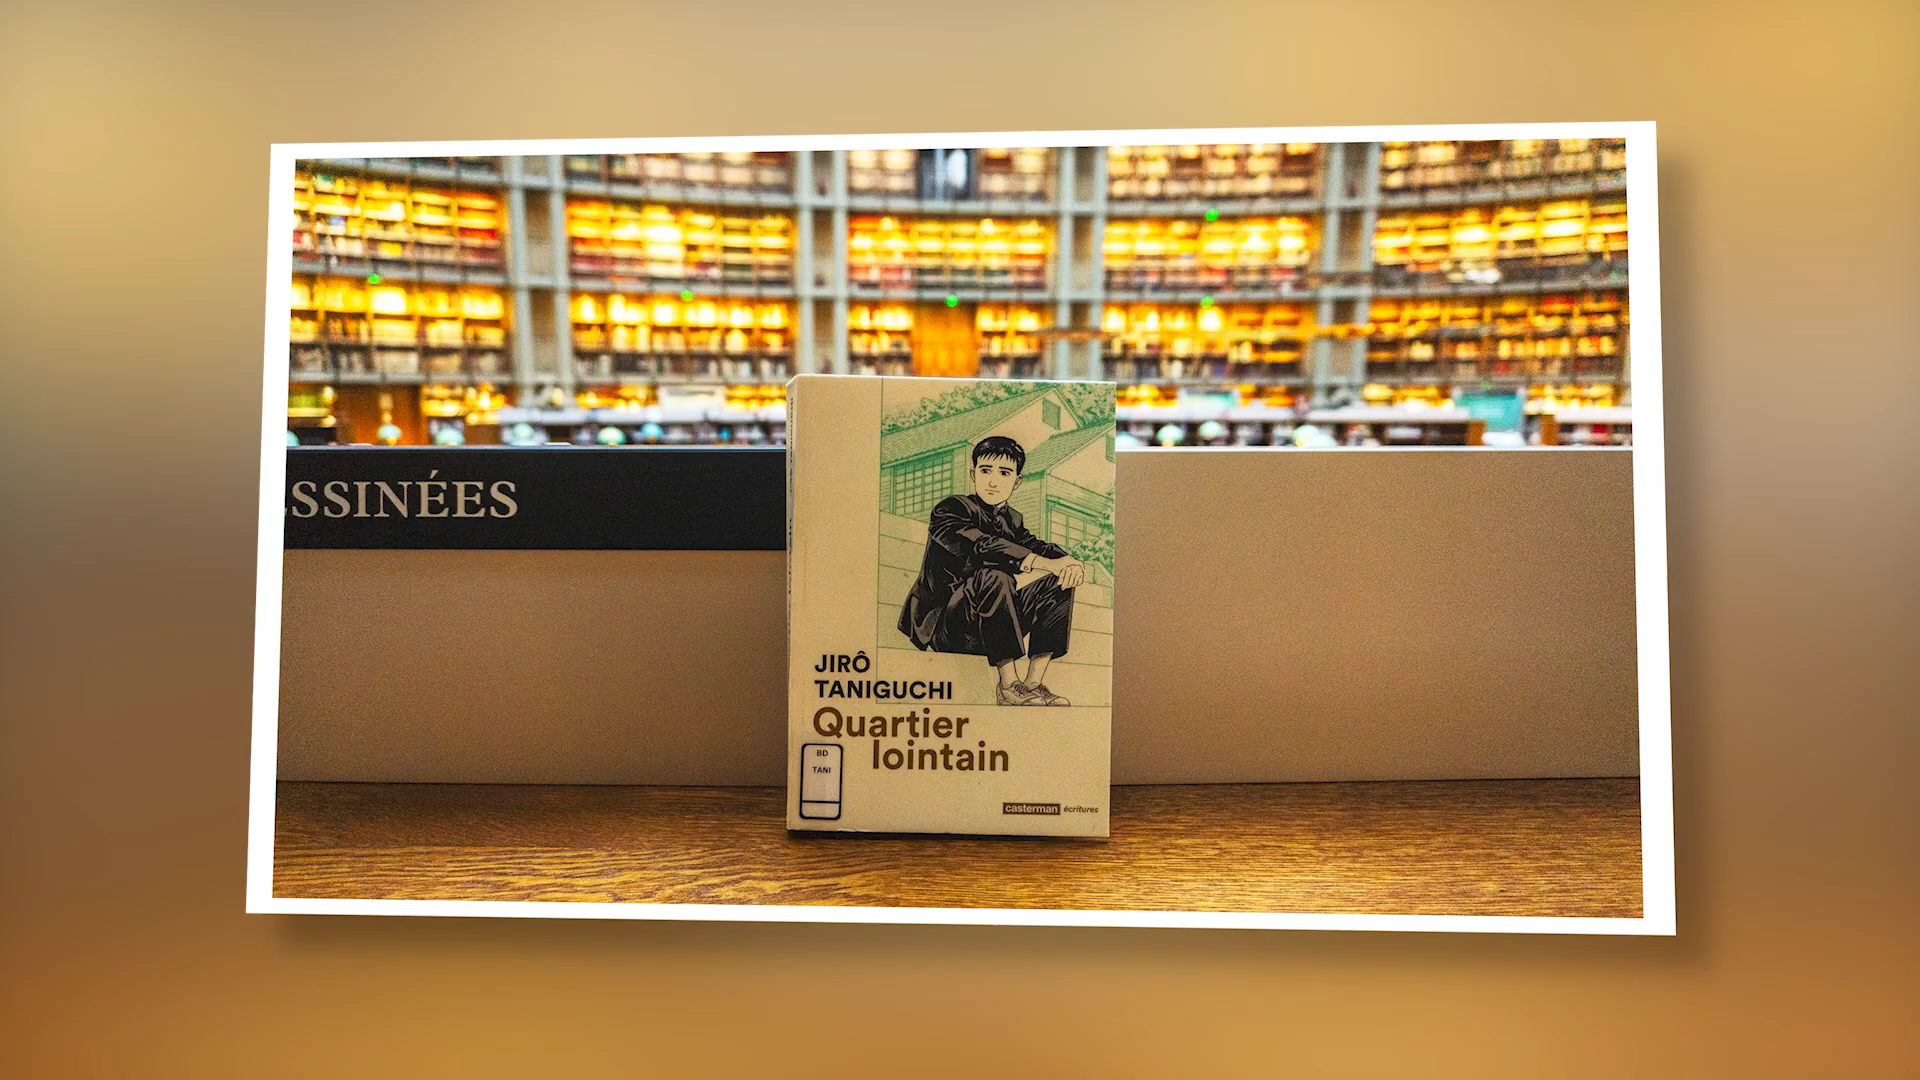 SSINÉES
JIRÔ
TANIGUCHI
Quartier
lointain
BD
TANI
casterman écritures